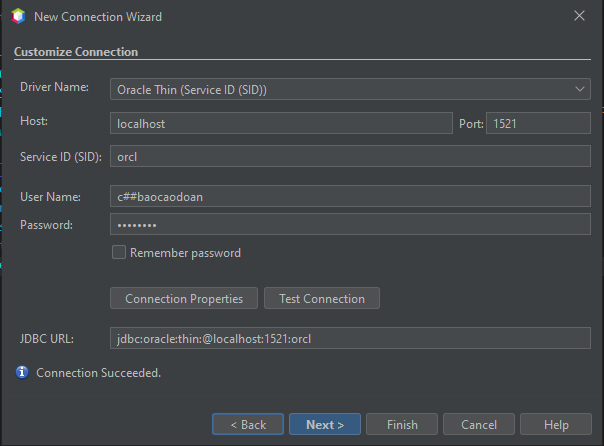 New Connection Wizard
Customize Connection
Driver Name: Oracle Thin (Service ID (SID))
Host: localhost Port: 1521
Service ID (SID): orcl
User Name: c##baocaodoan
Password: ••••••••
Remember password
Connection Properties Test Connection
JDBC URL: jdbc:oracle:thin:@localhost:1521:orcl
Connection Succeeded.
< Back Next > Finish Cancel Help